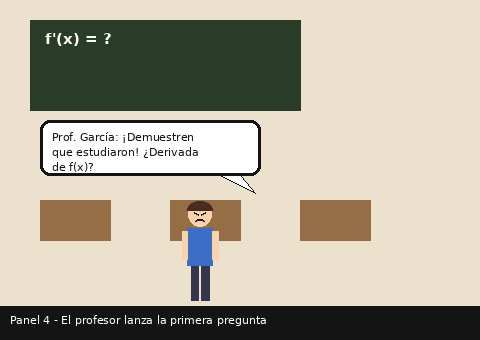 f'(x) = ?
Prof. García: ¡Demuestren
que estudiaron! ¿Derivada
de f(x)?
Panel 4 - El profesor lanza la primera pregunta